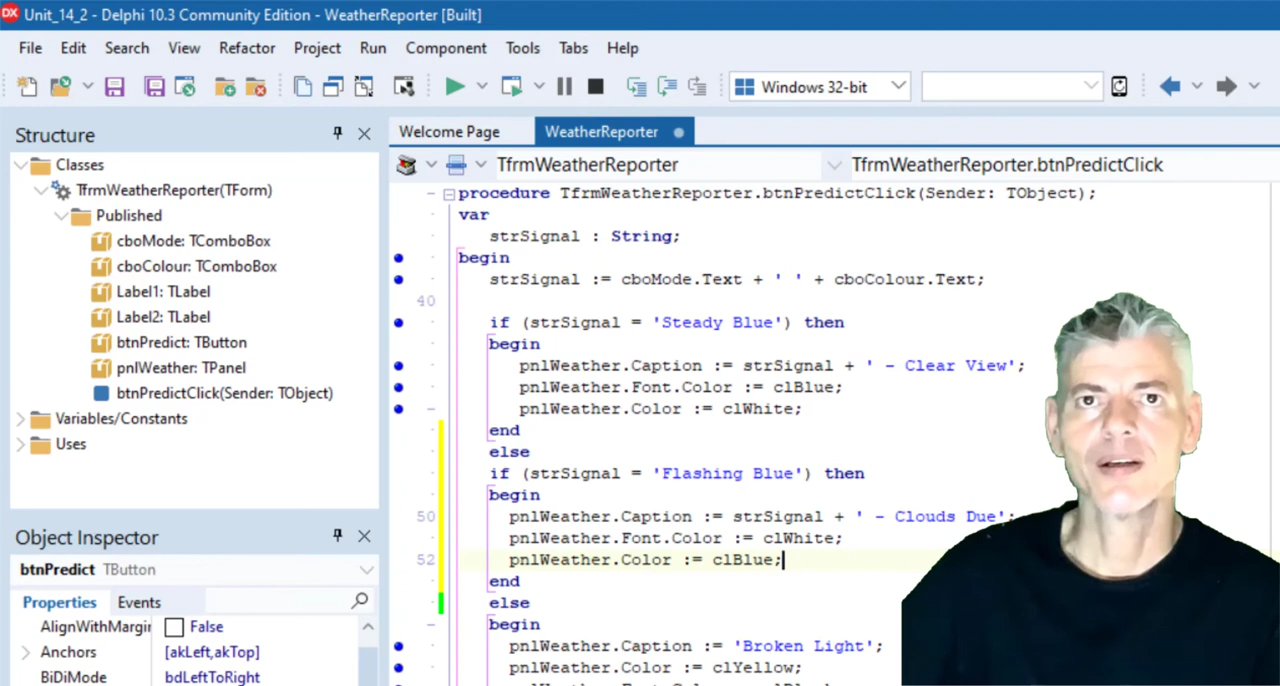 DX Unit_14_2 - Delphi 10.3 Community Edition - WeatherReporter [Built]
File Edit Search View Refactor Project Run Component Tools Tabs Help
Windows 32-bit
Structure
Classes
TfrmWeatherReporter(TForm)
Published
cboMode: TComboBox
cboColour: TComboBox
Label1: TLabel
Label2: TLabel
btnPredict: TButton
pnlWeather: TPanel
btnPredictClick(Sender: TObject)
Variables/Constants
Uses
Object Inspector
btnPredict TButton
Properties Events
AlignWithMargin False
Anchors [akLeft,akTop]
BiDiMode bdLeftToRight
Welcome Page WeatherReporter
TfrmWeatherReporter TfrmWeatherReporter.btnPredictClick
procedure TfrmWeatherReporter.btnPredictClick(Sender: TObject);
var
strSignal : String;
begin
strSignal := cboMode.Text + ' ' + cboColour.Text;
40
if (strSignal = 'Steady Blue') then
begin
pnlWeather.Caption := strSignal + ' - Clear View';
pnlWeather.Font.Color := clBlue;
pnlWeather.Color := clWhite;
end
else
if (strSignal = 'Flashing Blue') then
begin
50 pnlWeather.Caption := strSignal + ' - Clouds Due';
pnlWeather.Font.Color := clWhite;
52 pnlWeather.Color := clBlue;
end
else
begin
pnlWeather.Caption := 'Broken Light';
pnlWeather.Color := clYellow;